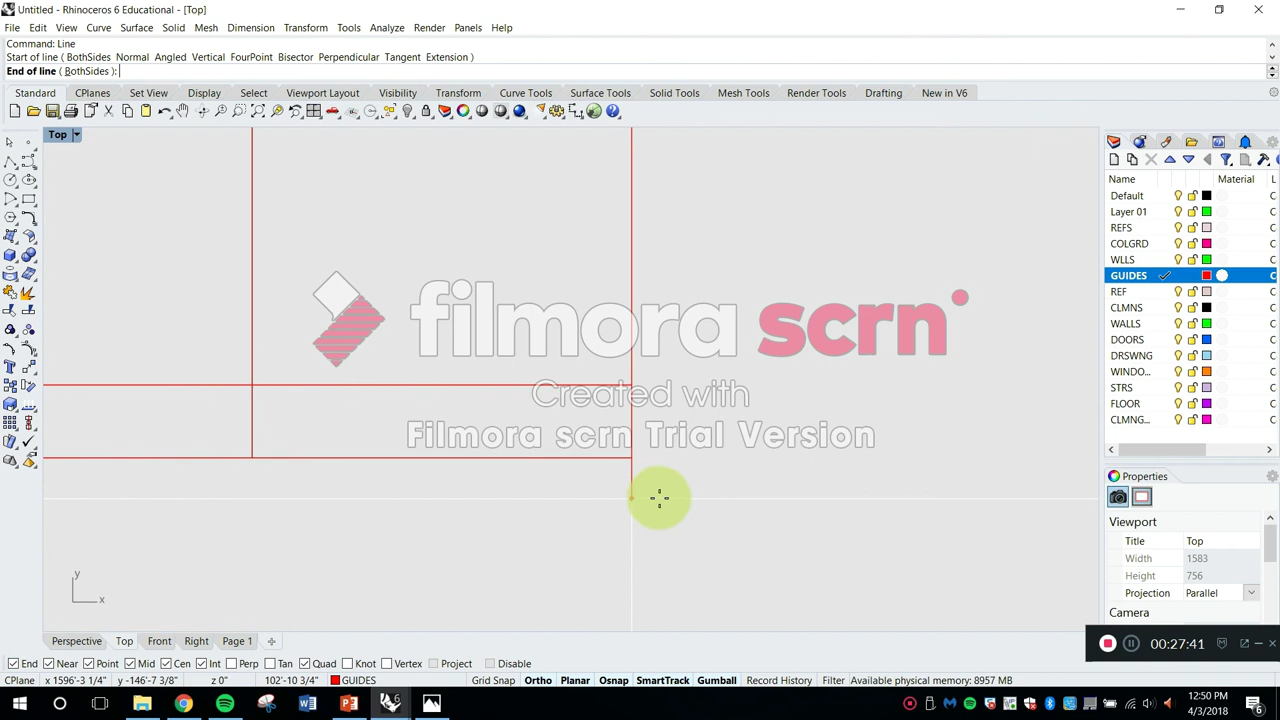 Untitled - Rhinoceros 6 Educational - [Top]
File Edit View Curve Surface Solid Mesh Dimension Transform Tools Analyze Render Panels Help
Command: Line
Start of line ( BothSides Normal Angled Vertical FourPoint Bisector Perpendicular Tangent Extension )
End of line ( BothSides ):
Standard CPlanes Set View Display Select Viewport Layout Visibility Transform Curve Tools Surface Tools Solid Tools Mesh Tools Render Tools Drafting New in V6
Top
Name Material L
Default C
Layer 01 C
REFS C
COLGRD C
WLLS C
GUIDES C
REF C
CLMNS C
WALLS C
DOORS C
DRSWNG C
WINDO... C
STRS C
FLOOR C
CLMNG... C
filmora scrn
Created with
Filmora scrn Trial Version
Properties
Viewport
Title Top
Width 1583
Height 756
Projection Parallel
Camera
y
x
Perspective Top Front Right Page 1
00:27:41
End Near Point Mid Cen Int Perp Tan Quad Knot Vertex Project Disable
CPlane x 1596'-3 1/4" y -146'-7 3/8" z 0" 102'-10 3/4" GUIDES Grid Snap Ortho Planar Osnap SmartTrack Gumball Record History Filter Available physical memory: 8957 MB
12:50 PM
4/3/2018
6